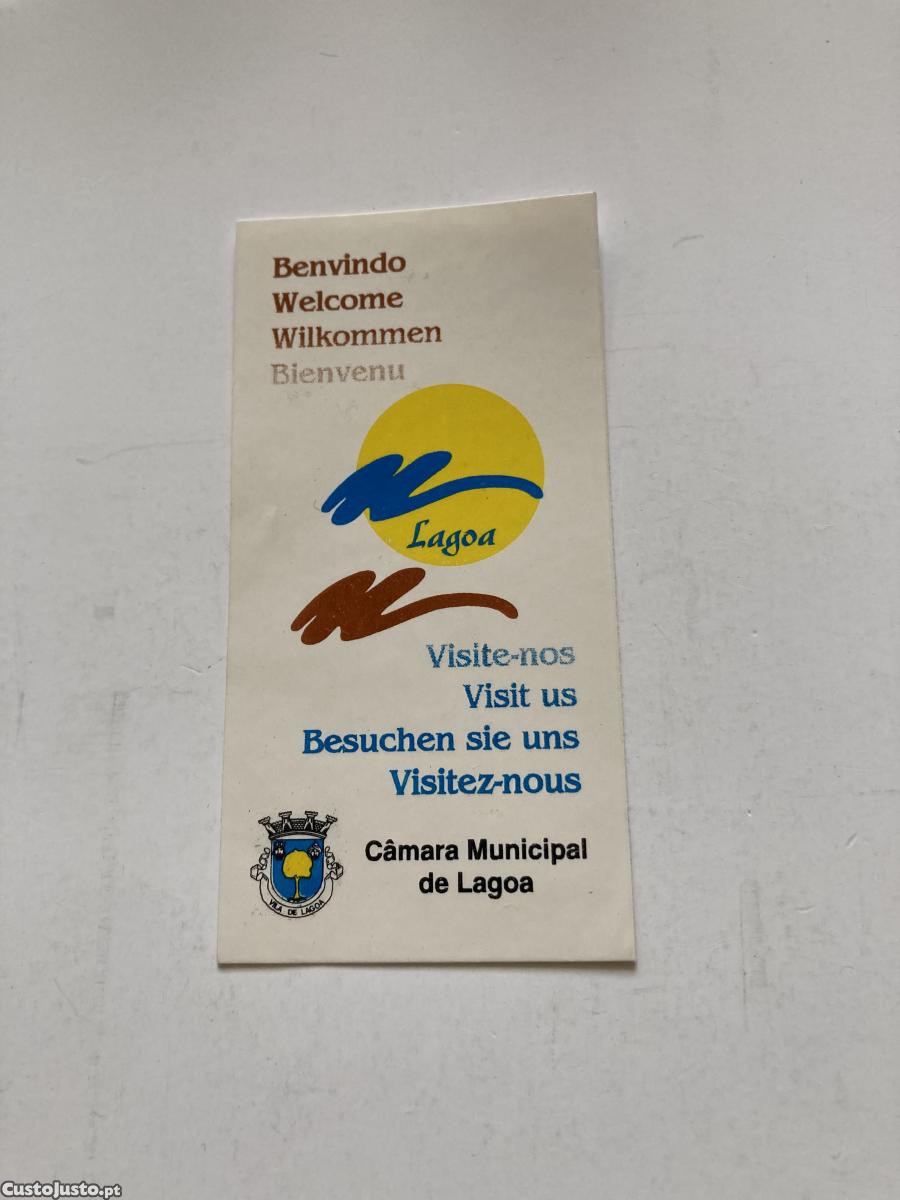 Benvindo
Welcome
Wilkommen
Bienvenu
Lagoa
Visite-nos
Visit us
Besuchen sie uns
Visitez-nous
VILA DE LAGOA
Câmara Municipal
de Lagoa
CustoJusto.pt